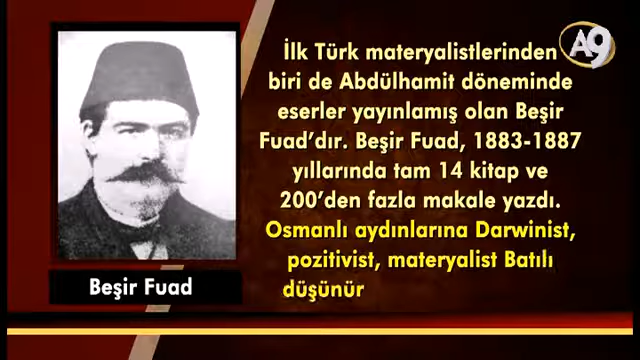 A9
İlk Türk materyalistlerinden
biri de Abdülhamit döneminde
eserler yayınlamış olan Beşir
Fuad’dır. Beşir Fuad, 1883-1887
yıllarında tam 14 kitap ve
200’den fazla makale yazdı.
Osmanlı aydınlarına Darwinist,
pozitivist, materyalist Batılı
düşünür
Beşir Fuad